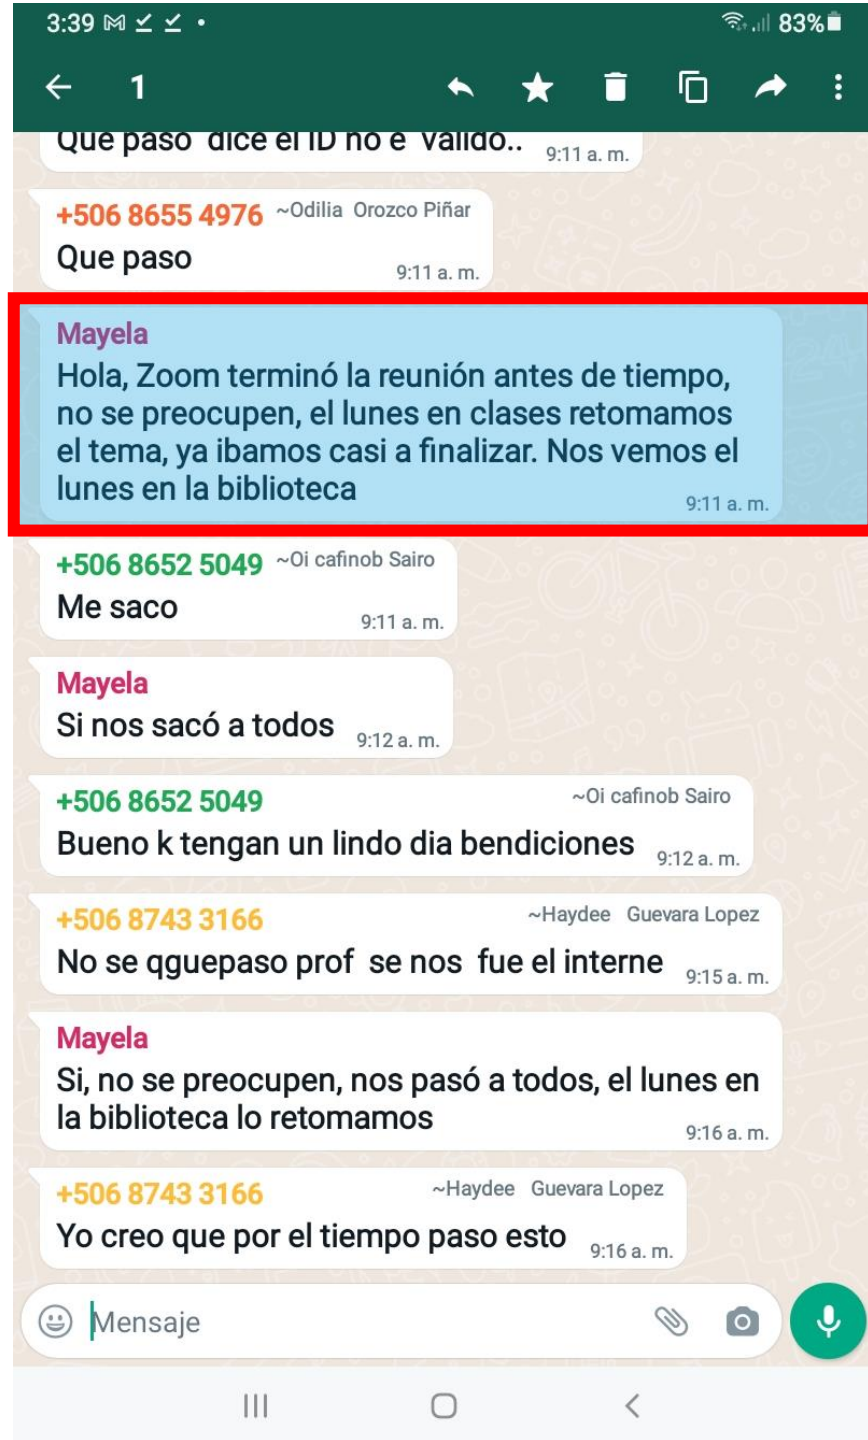 3:39
83%
1
Que paso dice el ID no e valido..
9:11 a. m.
+506 8655 4976 ~Odilia Orozco Piñar
Que paso
9:11 a. m.
Mayela
Hola, Zoom terminó la reunión antes de tiempo,
no se preocupen, el lunes en clases retomamos
el tema, ya ibamos casi a finalizar. Nos vemos el
lunes en la biblioteca
9:11 a. m.
+506 8652 5049 ~Oi cafinob Sairo
Me saco
9:11 a. m.
Mayela
Si nos sacó a todos
9:12 a. m.
+506 8652 5049 ~Oi cafinob Sairo
Bueno k tengan un lindo dia bendiciones
9:12 a. m.
+506 8743 3166 ~Haydee Guevara Lopez
No se qguepaso prof se nos fue el interne
9:15 a. m.
Mayela
Si, no se preocupen, nos pasó a todos, el lunes en
la biblioteca lo retomamos
9:16 a. m.
+506 8743 3166 ~Haydee Guevara Lopez
Yo creo que por el tiempo paso esto
9:16 a. m.
Mensaje